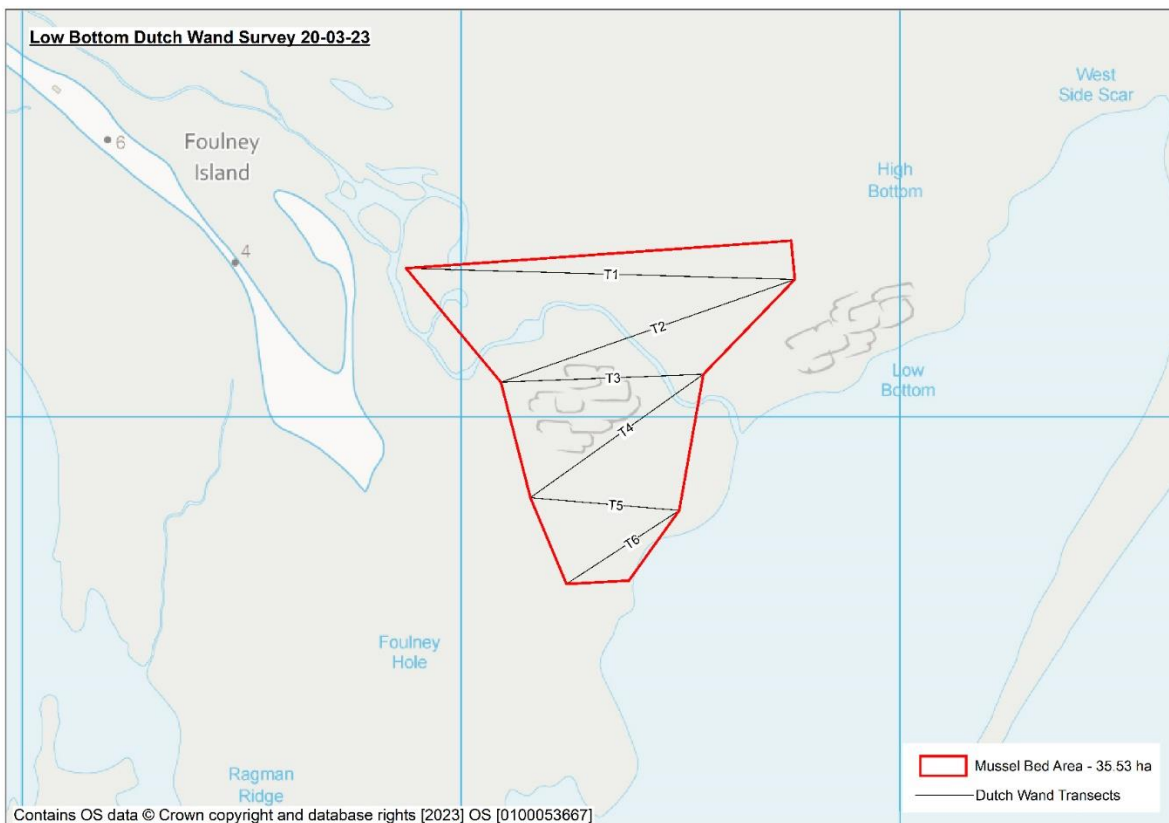 Low Bottom Dutch Wand Survey 20-03-23
West
Side Scar
6
Foulney
Island
High
Bottom
4
T1
T2
T3
Low
Bottom
T4
T5
T6
Foulney
Hole
Ragman
Ridge
Mussel Bed Area - 35.53 ha
Dutch Wand Transects
Contains OS data © Crown copyright and database rights [2023] OS [0100053667]